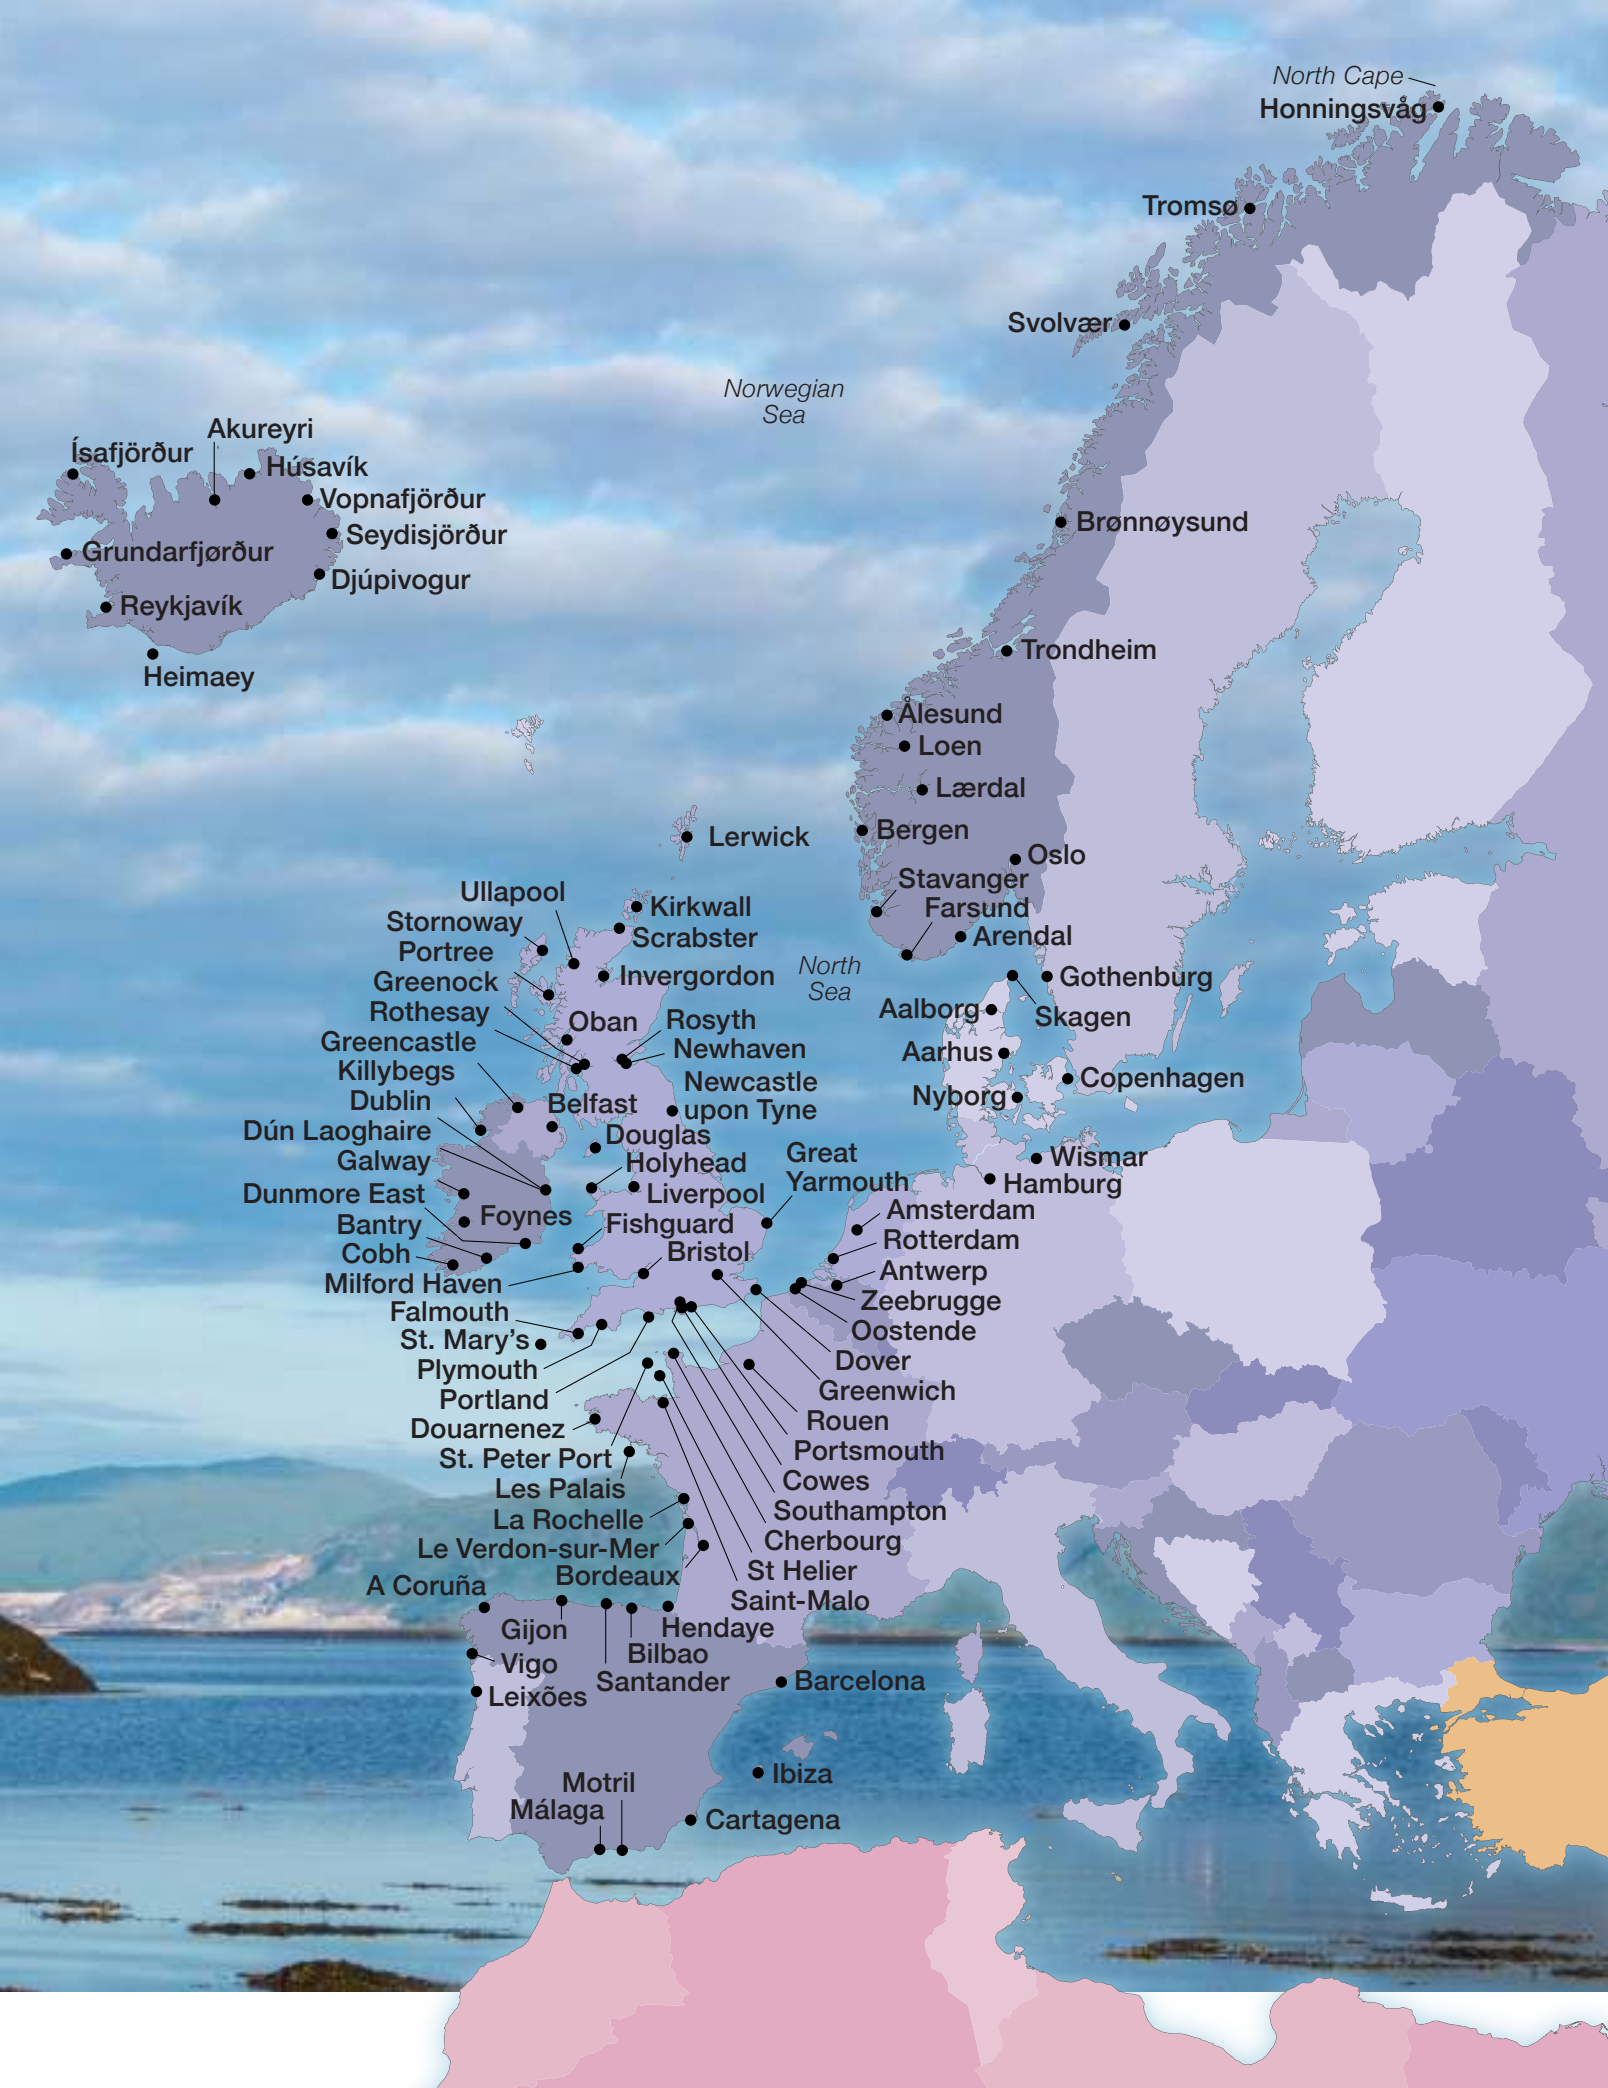 North Cape
Honningsvåg
Tromsø
Svolvær
Norwegian
Sea
Akureyri
Ísafjörður
Húsavík
Vopnafjörður
Seydisjörður
Grundarfjørður
Djúpivogur
Reykjavík
Heimaey
Brønnøysund
Trondheim
Ålesund
Loen
Lærdal
Bergen
Oslo
Stavanger
Farsund
Arendal
Lerwick
Ullapool
Kirkwall
Stornoway
Scrabster
Portree
Invergordon
North
Sea
Greenock
Rothesay
Oban
Rosyth
Greencastle
Newhaven
Killybegs
Newcastle
upon Tyne
Dublin
Belfast
Dún Laoghaire
Douglas
Galway
Holyhead
Dunmore East
Liverpool
Bantry
Foynes
Fishguard
Cobh
Bristol
Milford Haven
Falmouth
St. Mary's
Plymouth
Portland
Douarnenez
St. Peter Port
Les Palais
La Rochelle
Le Verdon-sur-Mer
Bordeaux
A Coruña
Gothenburg
Aalborg
Skagen
Aarhus
Copenhagen
Nyborg
Wismar
Hamburg
Great
Yarmouth
Amsterdam
Rotterdam
Antwerp
Zeebrugge
Oostende
Dover
Greenwich
Rouen
Portsmouth
Cowes
Southampton
Cherbourg
St Helier
Saint-Malo
Hendaye
Gijon
Bilbao
Vigo
Santander
Leixões
Barcelona
Ibiza
Motril
Málaga
Cartagena